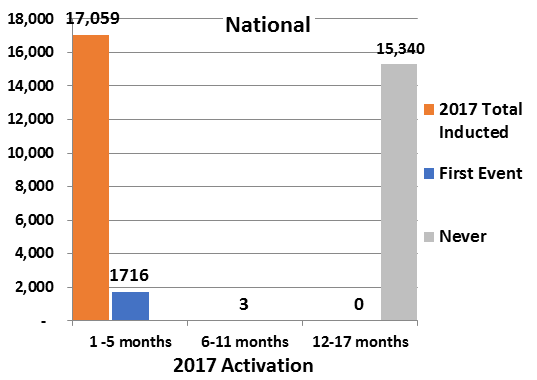 National
18,000
16,000
14,000
12,000
10,000
8,000
6,000
4,000
2,000
-
17,059
1716
3
0
15,340
1 -5 months
6-11 months
12-17 months
2017 Activation
2017 Total
Inducted
First Event
Never